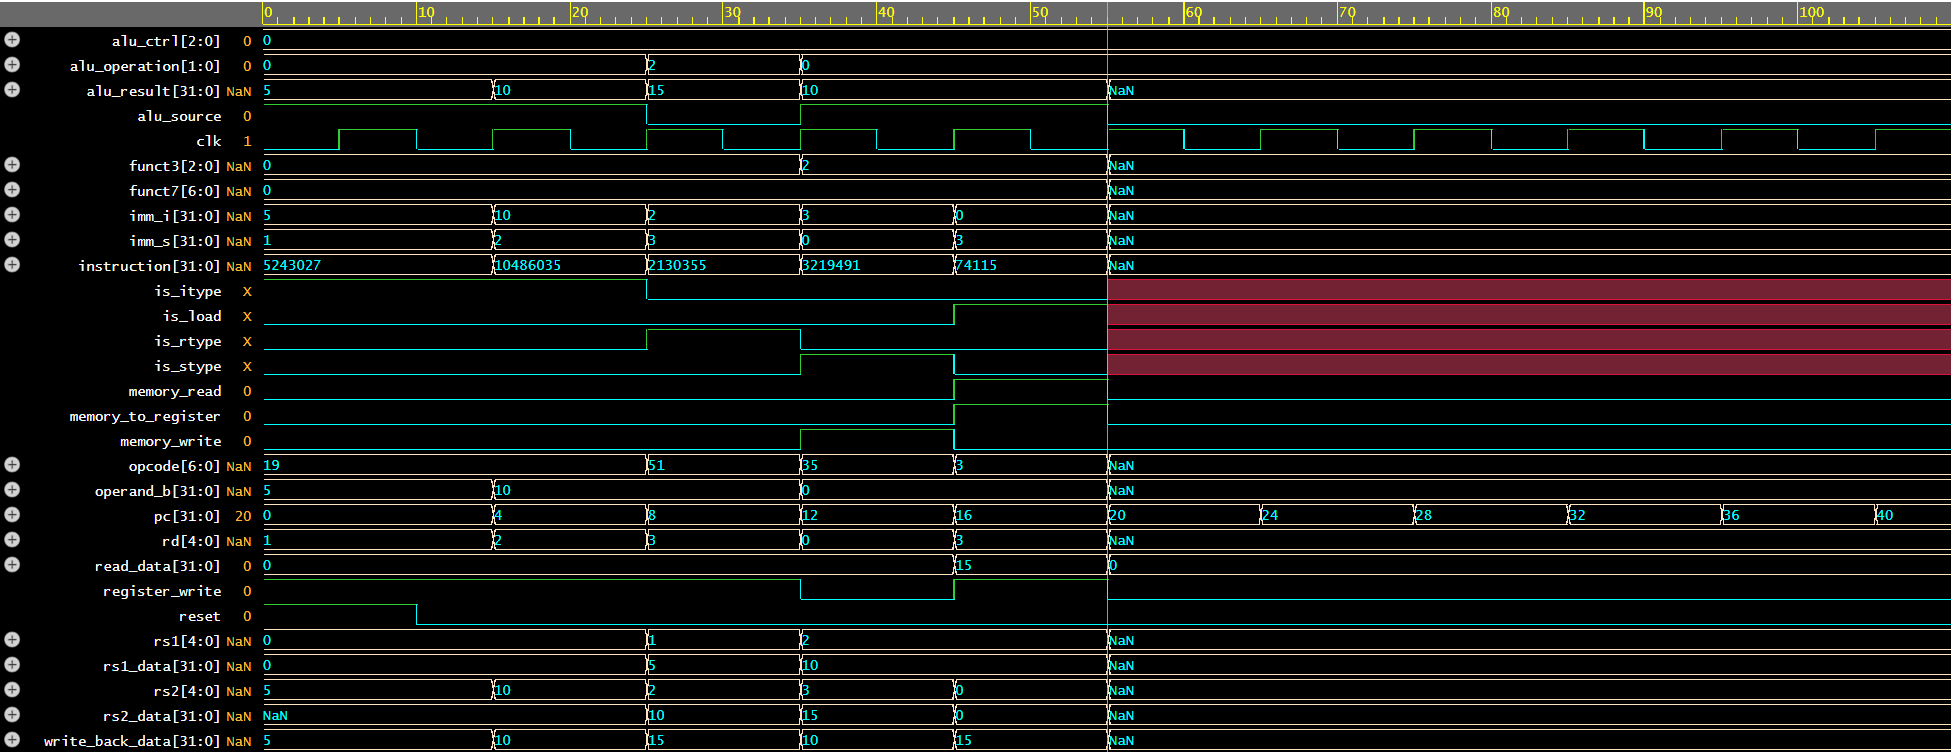 0 10 20 30 40 50 60 70 80 90 100
alu_ctrl[2:0] 0 0
alu_operation[1:0] 0 0 2 0
alu_result[31:0] NaN 5 10 15 10 NaN
alu_source 0
clk 1
funct3[2:0] NaN 0 2 NaN
funct7[6:0] NaN 0 NaN
imm_i[31:0] NaN 5 10 2 3 0 NaN
imm_s[31:0] NaN 1 2 3 0 3 NaN
instruction[31:0] NaN 5243027 10486035 2130355 3219491 74115 NaN
is_itype X
is_load X
is_rtype X
is_stype X
memory_read 0
memory_to_register 0
memory_write 0
opcode[6:0] NaN 19 51 35 3 NaN
operand_b[31:0] NaN 5 10 0 NaN
pc[31:0] 20 0 4 8 12 16 20 24 28 32 36 40
rd[4:0] NaN 1 2 3 0 3 NaN
read_data[31:0] 0 0 15 0
register_write 0
reset 0
rs1[4:0] NaN 0 1 2 NaN
rs1_data[31:0] NaN 0 5 10 NaN
rs2[4:0] NaN 5 10 2 3 0 NaN
rs2_data[31:0] NaN NaN 10 15 0 NaN
write_back_data[31:0] NaN 5 10 15 10 15 NaN